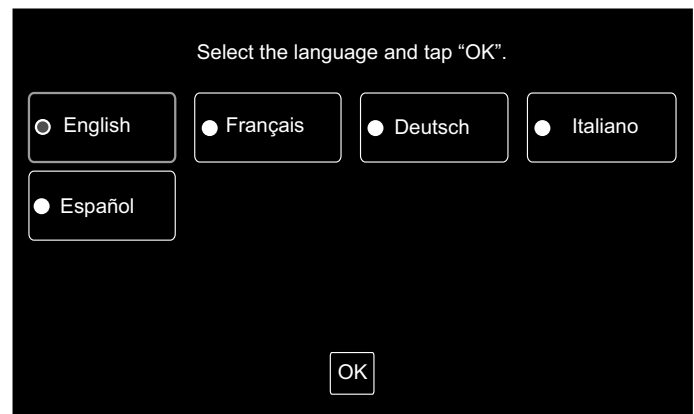 Select the language and tap “OK”.
English
Français
Deutsch
Italiano
Español
OK